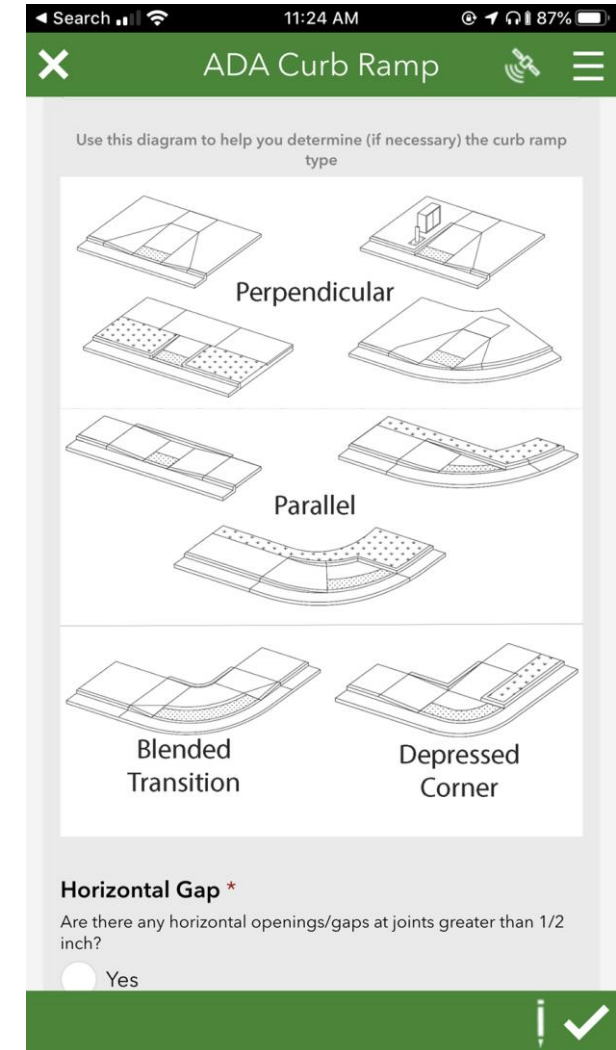 Search 11:24 AM 87%
ADA Curb Ramp
Use this diagram to help you determine (if necessary) the curb ramp
type
Perpendicular
Parallel
Blended
Transition
Depressed
Corner
Horizontal Gap *
Are there any horizontal openings/gaps at joints greater than 1/2
inch?
Yes